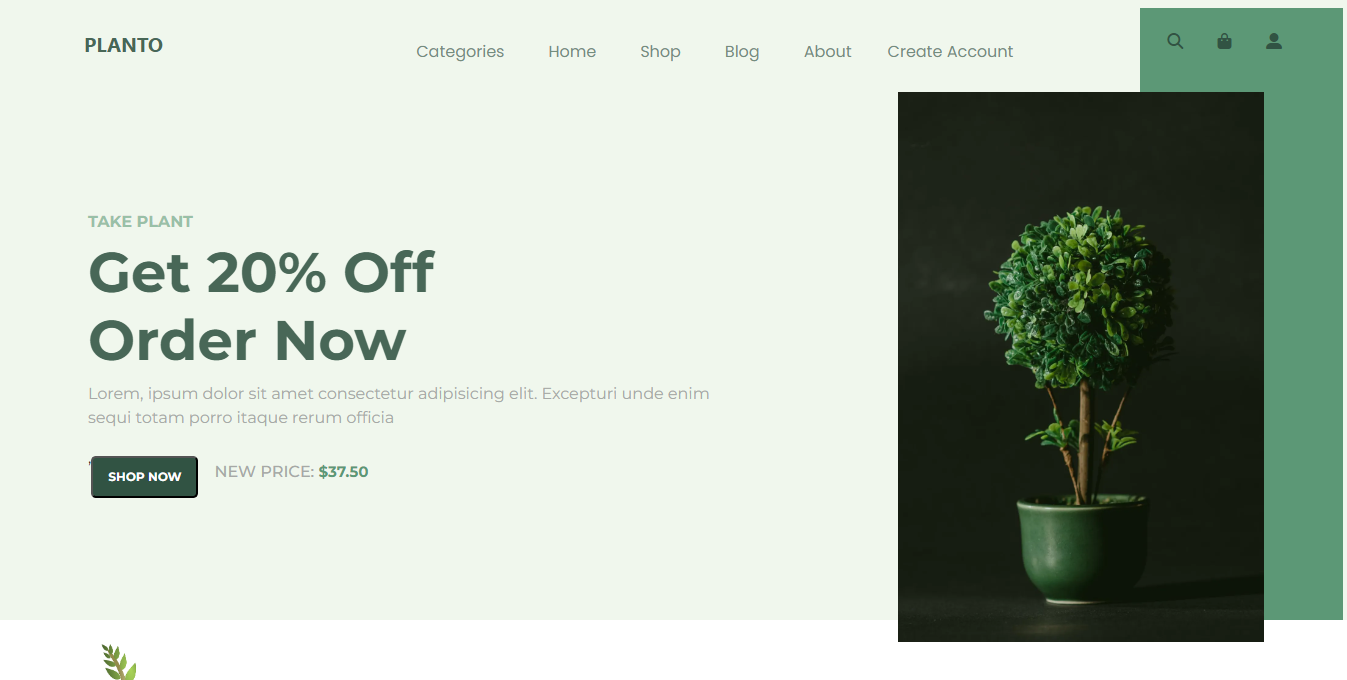 PLANTO
Categories Home Shop Blog About Create Account
TAKE PLANT
Get 20% Off
Order Now
Lorem, ipsum dolor sit amet consectetur adipisicing elit. Excepturi unde enim
sequi totam porro itaque rerum officia
, SHOP NOW NEW PRICE: $37.50